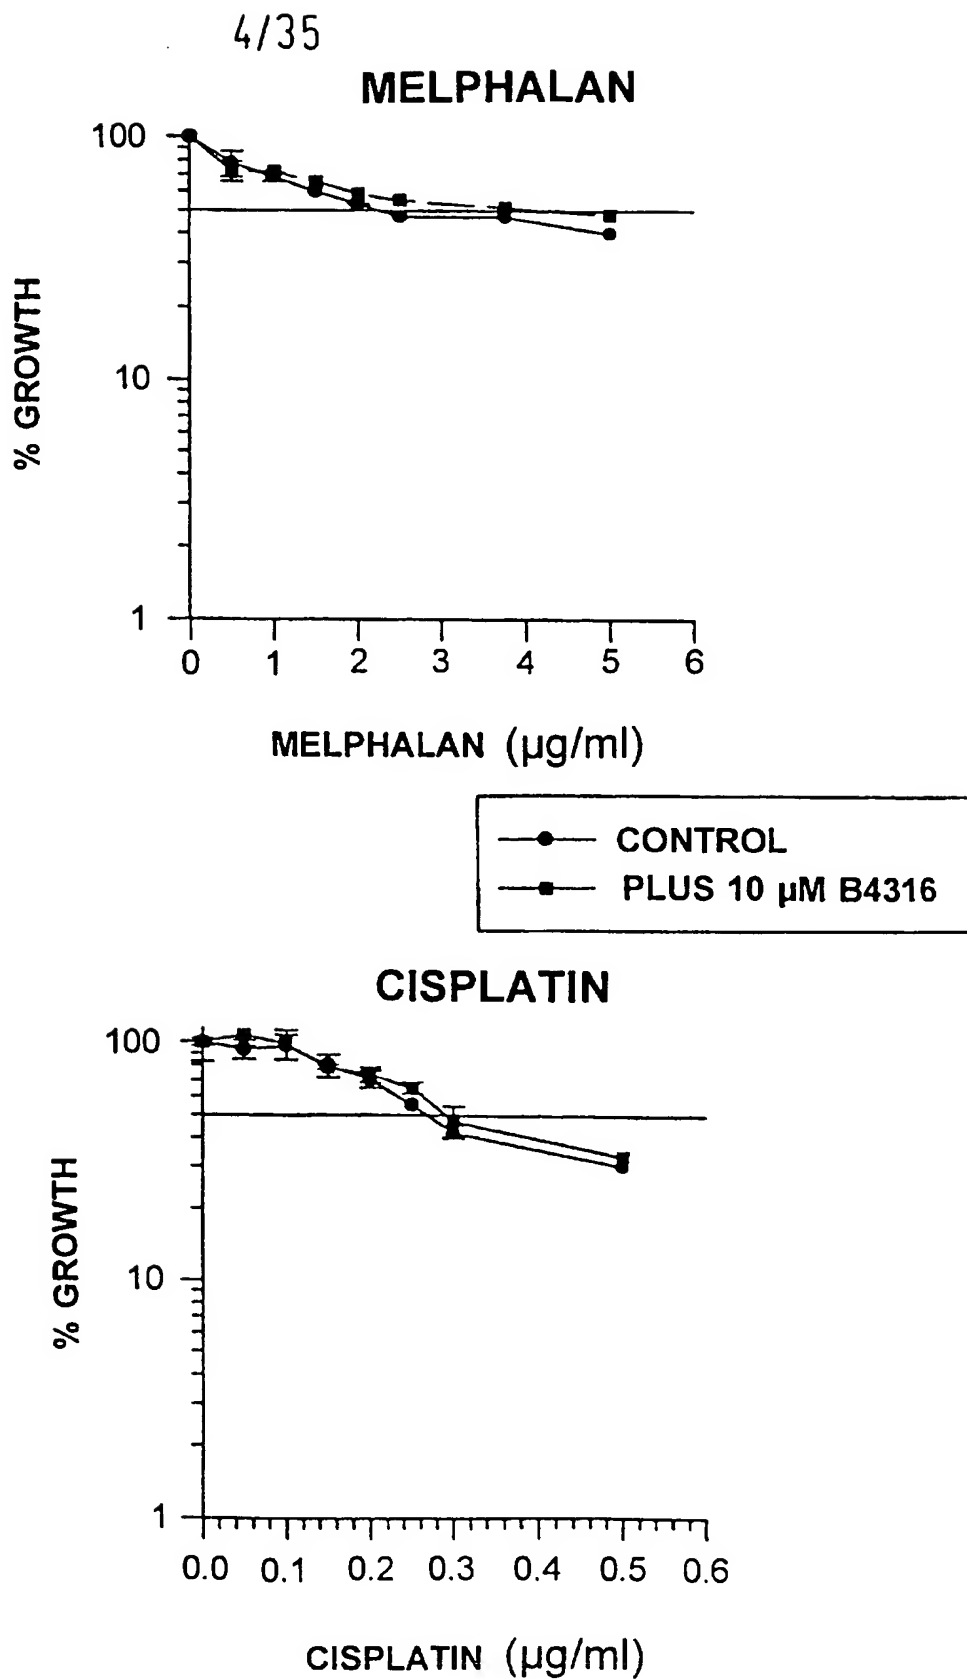 4/35
MELPHALAN
100
10
1
% GROWTH
0 1 2 3 4 5 6
MELPHALAN (µg/ml)
CONTROL
PLUS 10 µM B4316
CISPLATIN
100
10
1
% GROWTH
0.0 0.1 0.2 0.3 0.4 0.5 0.6
CISPLATIN (µg/ml)